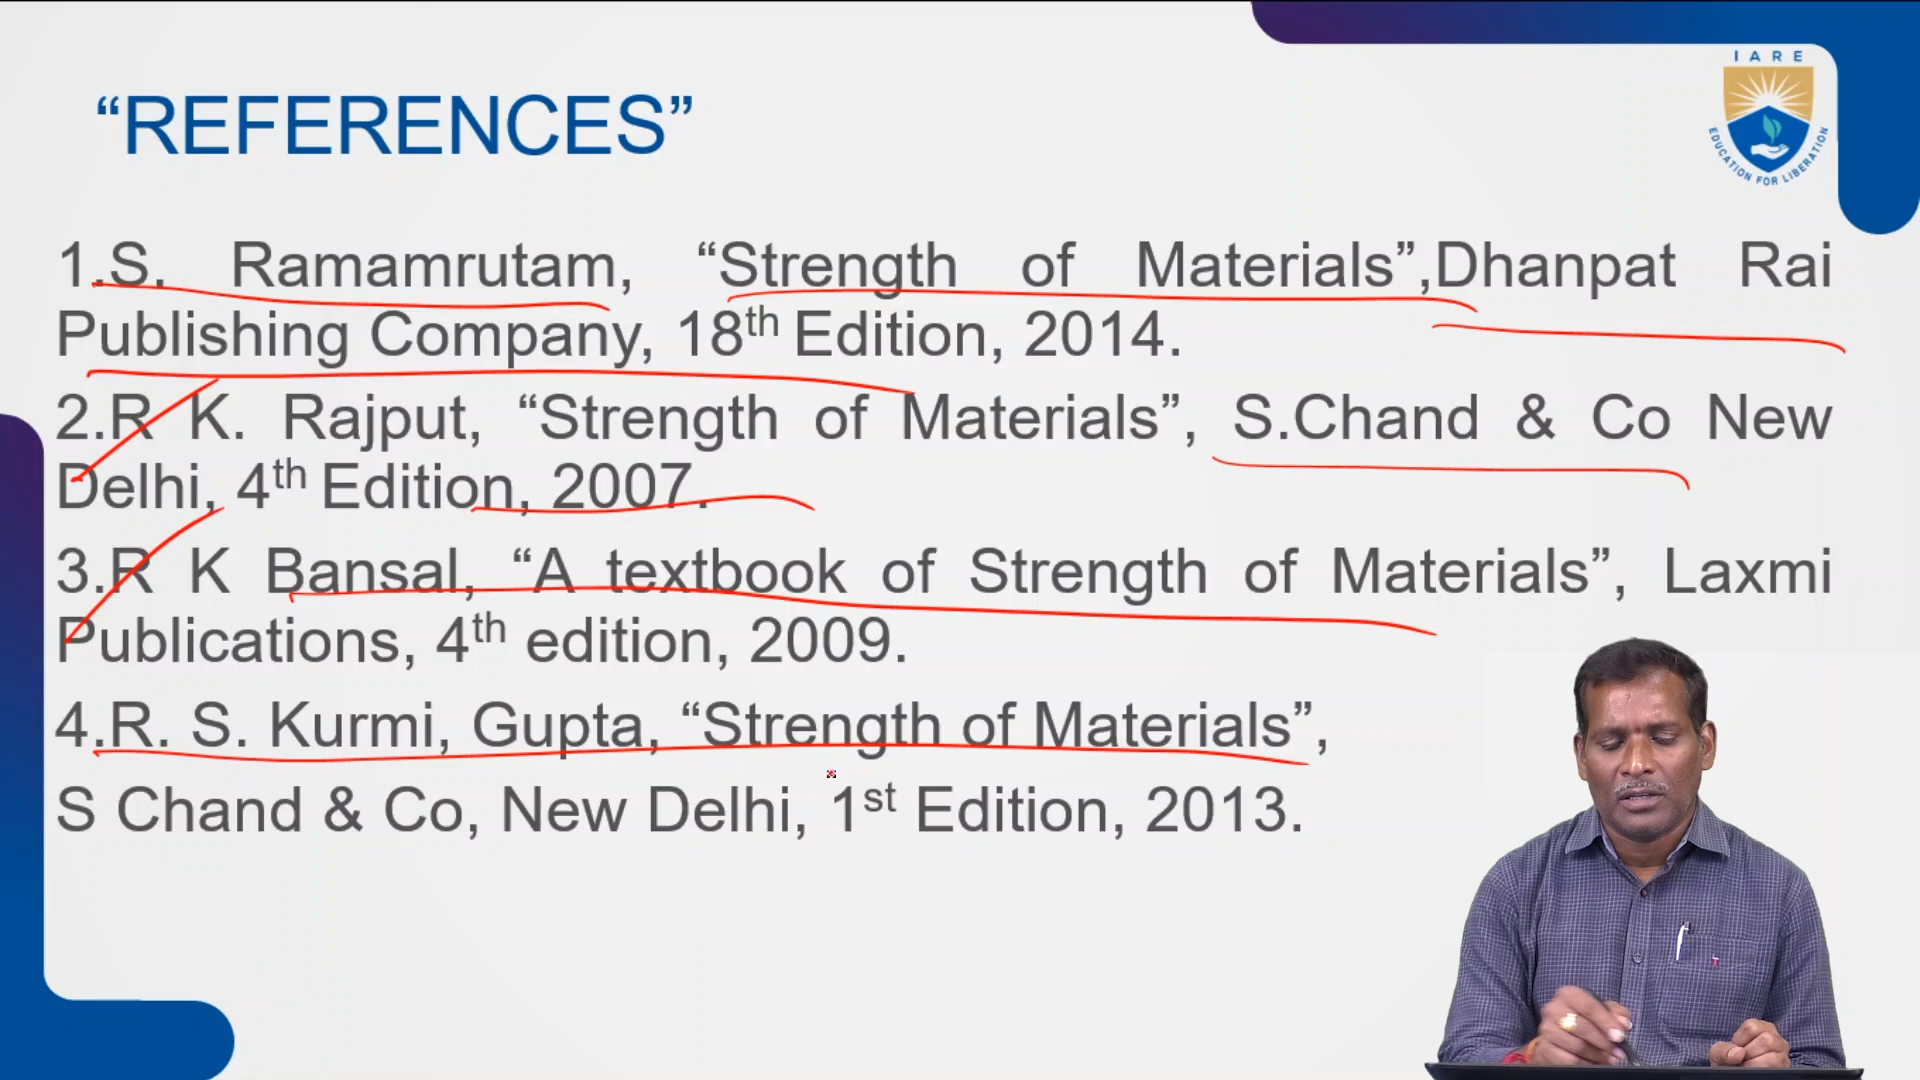 IARE
EDUCATION FOR LIBERATION
“REFERENCES”
1.S. Ramamrutam, “Strength of Materials”,Dhanpat Rai
Publishing Company, 18th Edition, 2014.
2.R K. Rajput, “Strength of Materials”, S.Chand & Co New
Delhi, 4th Edition, 2007.
3.R K Bansal, “A textbook of Strength of Materials”, Laxmi
Publications, 4th edition, 2009.
4.R. S. Kurmi, Gupta, “Strength of Materials”,
S Chand & Co, New Delhi, 1st Edition, 2013.